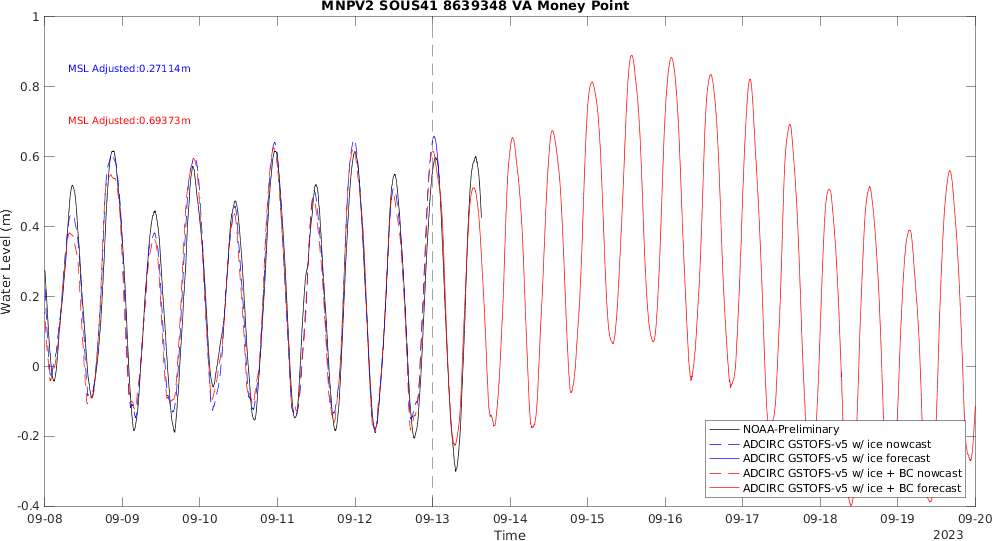 MNPV2 SOUS41 8639348 VA Money Point
MSL Adjusted:0.27114m
MSL Adjusted:0.69373m
Water Level (m)
1
0.8
0.6
0.4
0.2
0
-0.2
-0.4
NOAA-Preliminary
ADCIRC GSTOFS-v5 w/ ice nowcast
ADCIRC GSTOFS-v5 w/ ice forecast
ADCIRC GSTOFS-v5 w/ ice + BC nowcast
ADCIRC GSTOFS-v5 w/ ice + BC forecast
09-08 09-09 09-10 09-11 09-12 09-13 09-14 09-15 09-16 09-17 09-18 09-19 09-20
Time
2023